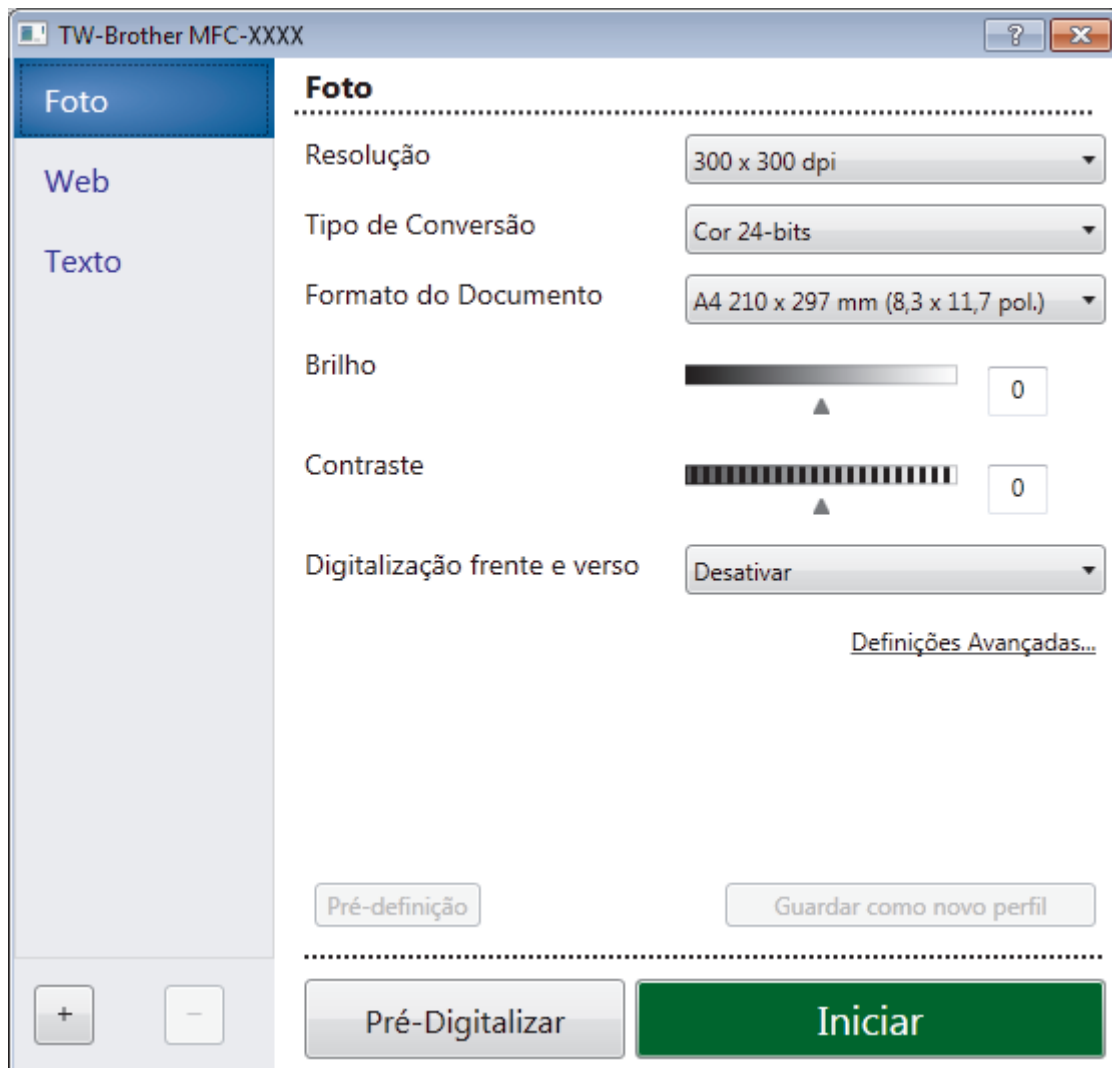 TW-Brother MFC-XXXX
?
Foto
Web
Texto
+
−
Foto
Resolução
300 x 300 dpi
Tipo de Conversão
Cor 24-bits
Formato do Documento
A4 210 x 297 mm (8,3 x 11,7 pol.)
Brilho
0
Contraste
0
Digitalização frente e verso
Desativar
Definições Avançadas...
Pré-definição
Guardar como novo perfil
Pré-Digitalizar
Iniciar